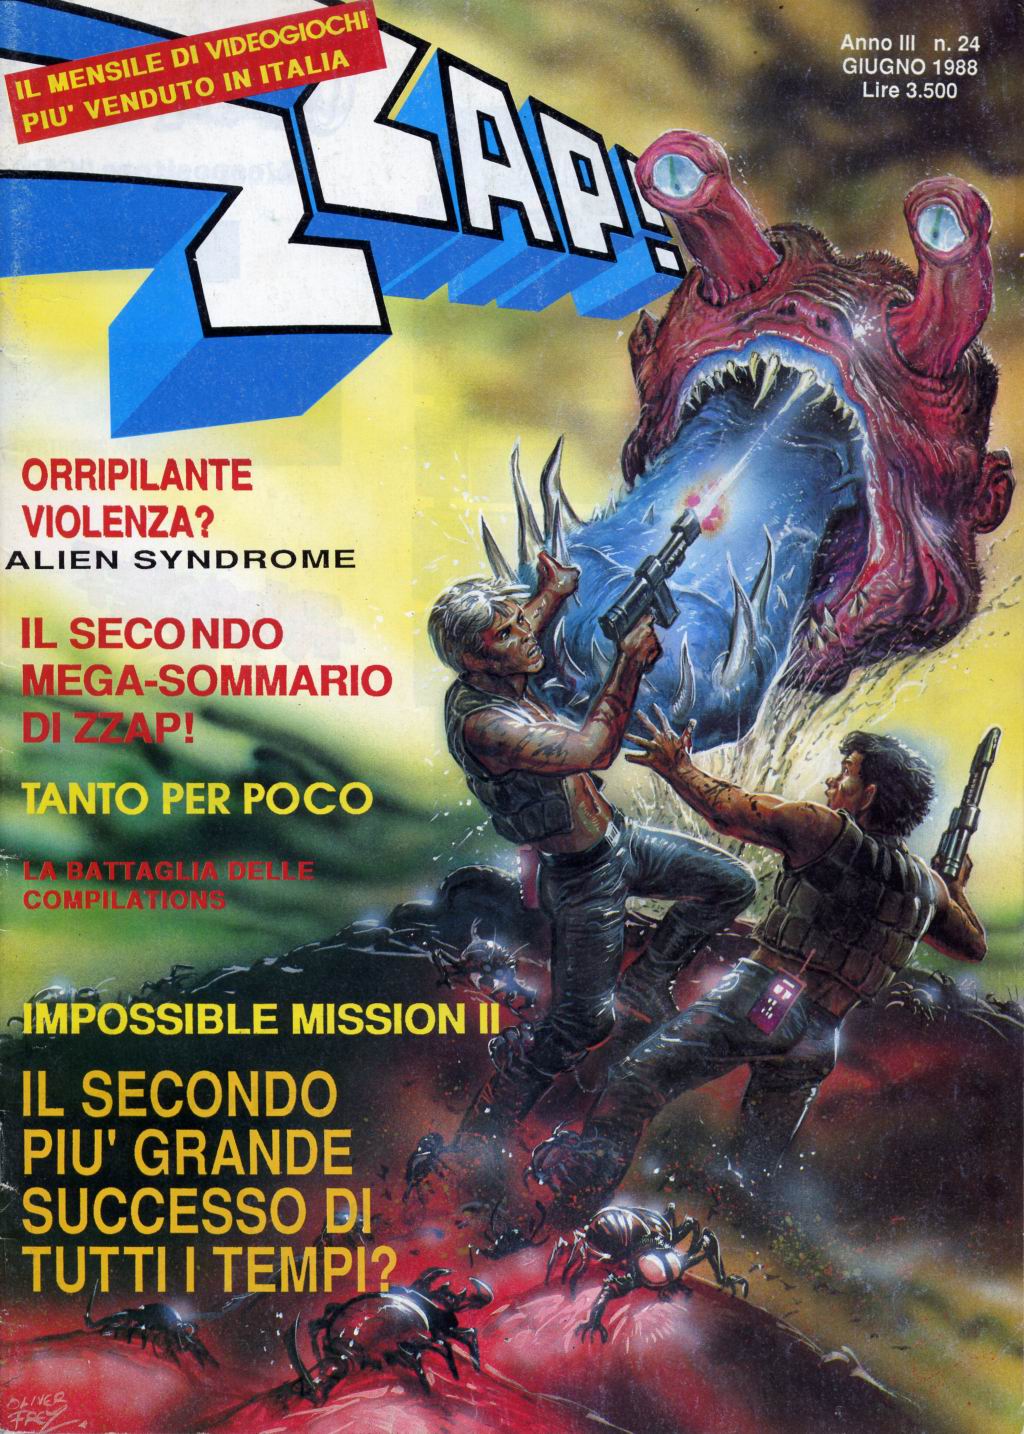 IL MENSILE DI VIDEOGIOCHI
PIU' VENDUTO IN ITALIA
ZZAP!
Anno III n. 24
GIUGNO 1988
Lire 3.500
ORRIPILANTE
VIOLENZA?
ALIEN SYNDROME
IL SECONDO
MEGA-SOMMARIO
DI ZZAP!
TANTO PER POCO
LA BATTAGLIA DELLE
COMPILATIONS
IMPOSSIBLE MISSION II
IL SECONDO
PIU' GRANDE
SUCCESSO DI
TUTTI I TEMPI?
OLIVER
FREY